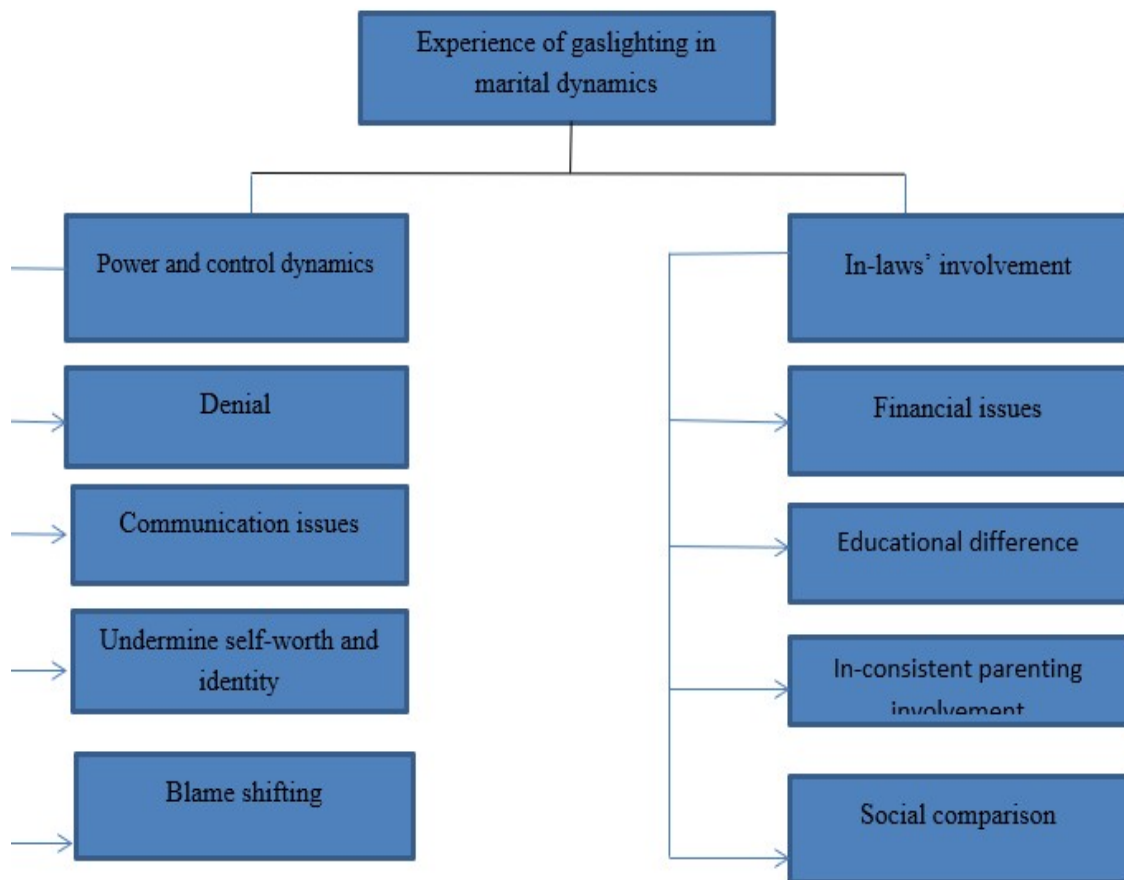 Experience of gaslighting in
marital dynamics
Power and control dynamics
Denial
Communication issues
Undermine self-worth and
identity
Blame shifting
In-laws’ involvement
Financial issues
Educational difference
In-consistent parenting
involvement
Social comparison